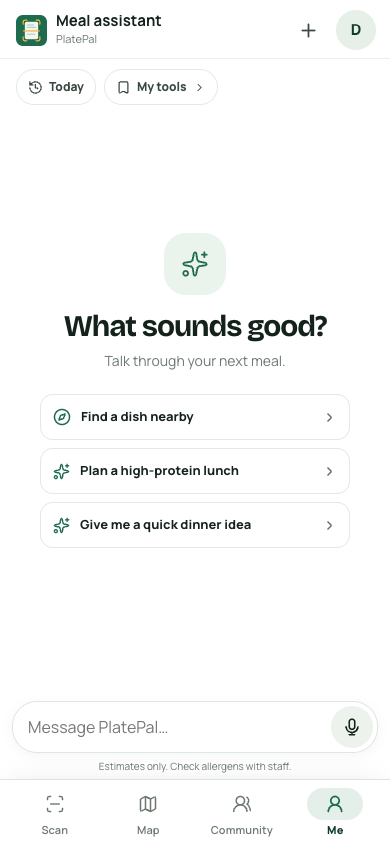 Meal assistant
PlatePal
D
Today
My tools
What sounds good?
Talk through your next meal.
Find a dish nearby
Plan a high-protein lunch
Give me a quick dinner idea
Message PlatePal...
Estimates only. Check allergens with staff.
Scan
Map
Community
Me